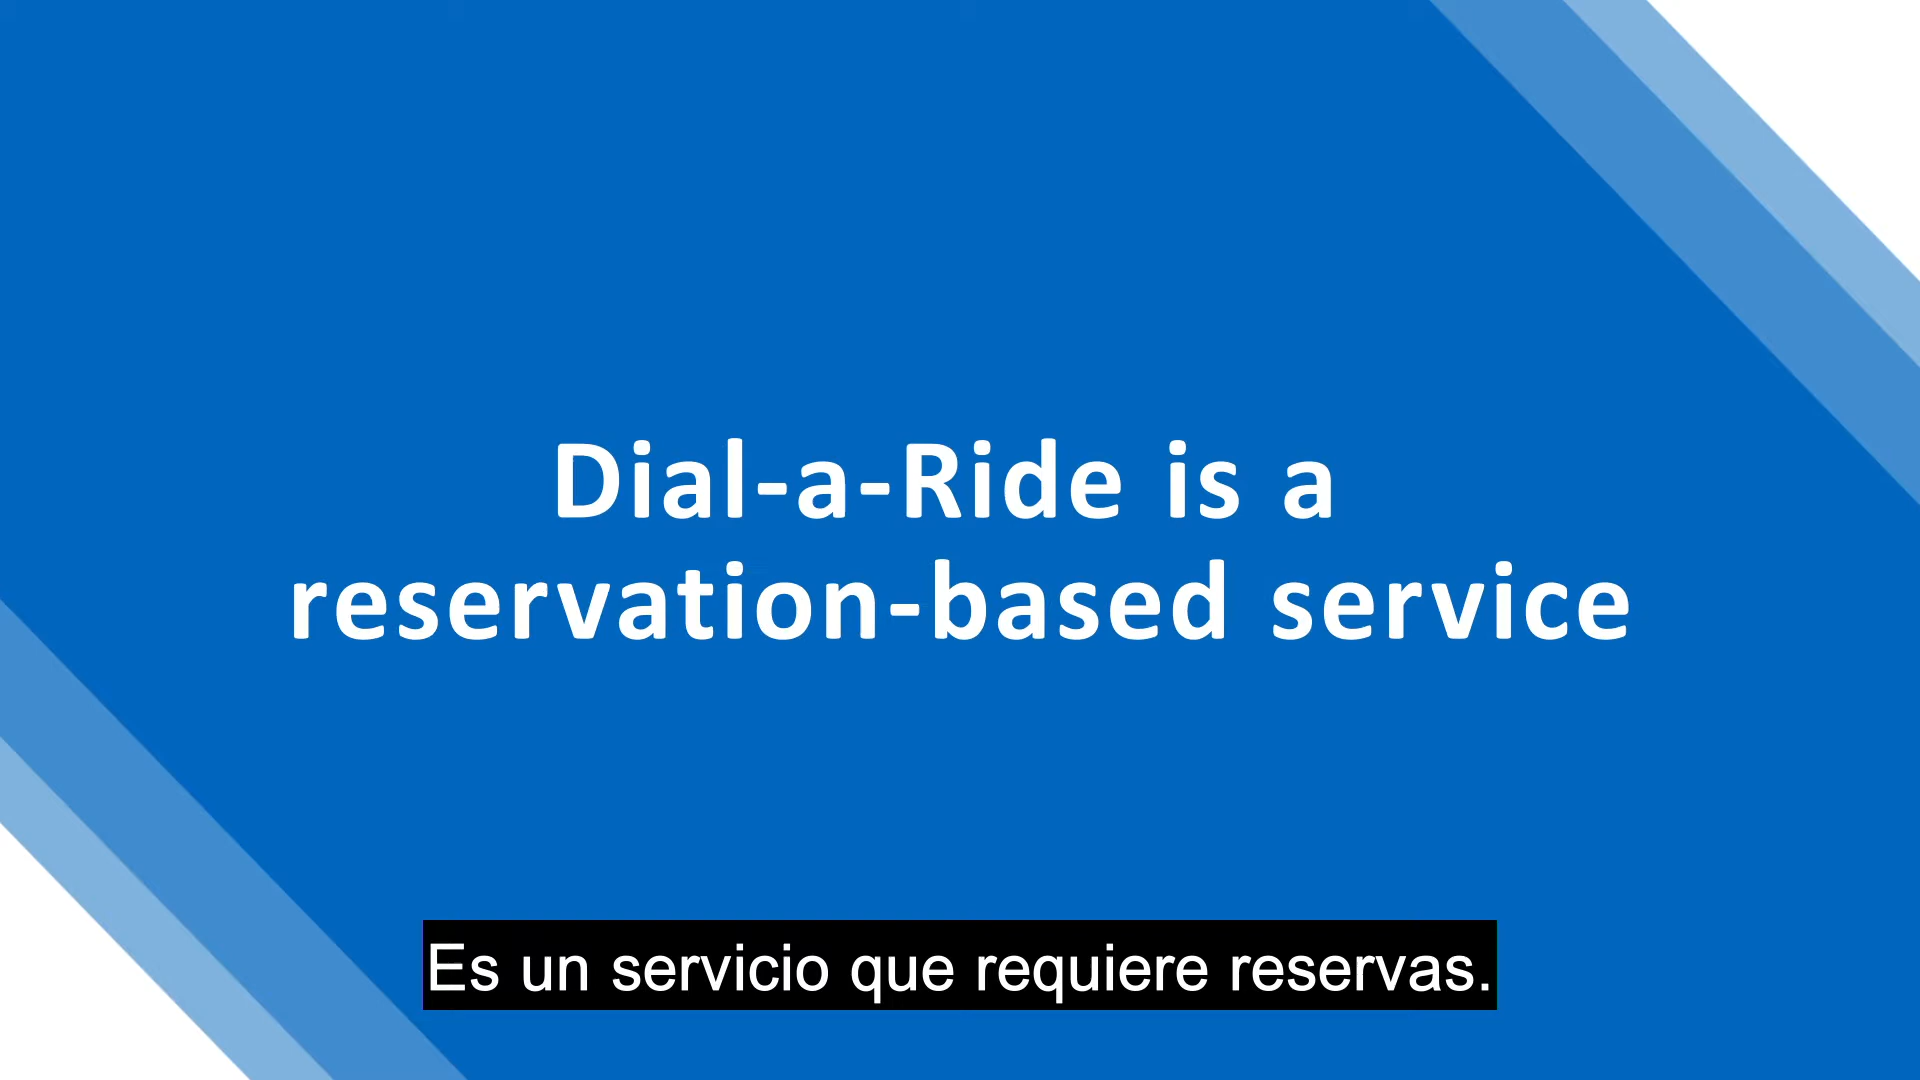 Dial-a-Ride is a
reservation-based service
Es un servicio que requiere reservas.